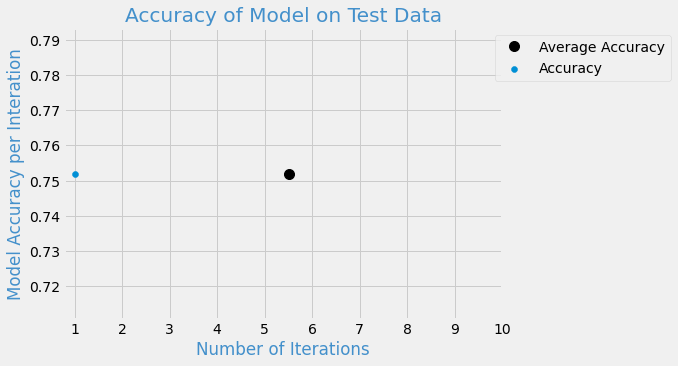 Accuracy of Model on Test Data
Average Accuracy
Accuracy
Model Accuracy per Interation
0.79
0.78
0.77
0.76
0.75
0.74
0.73
0.72
1 2 3 4 5 6 7 8 9 10
Number of Iterations